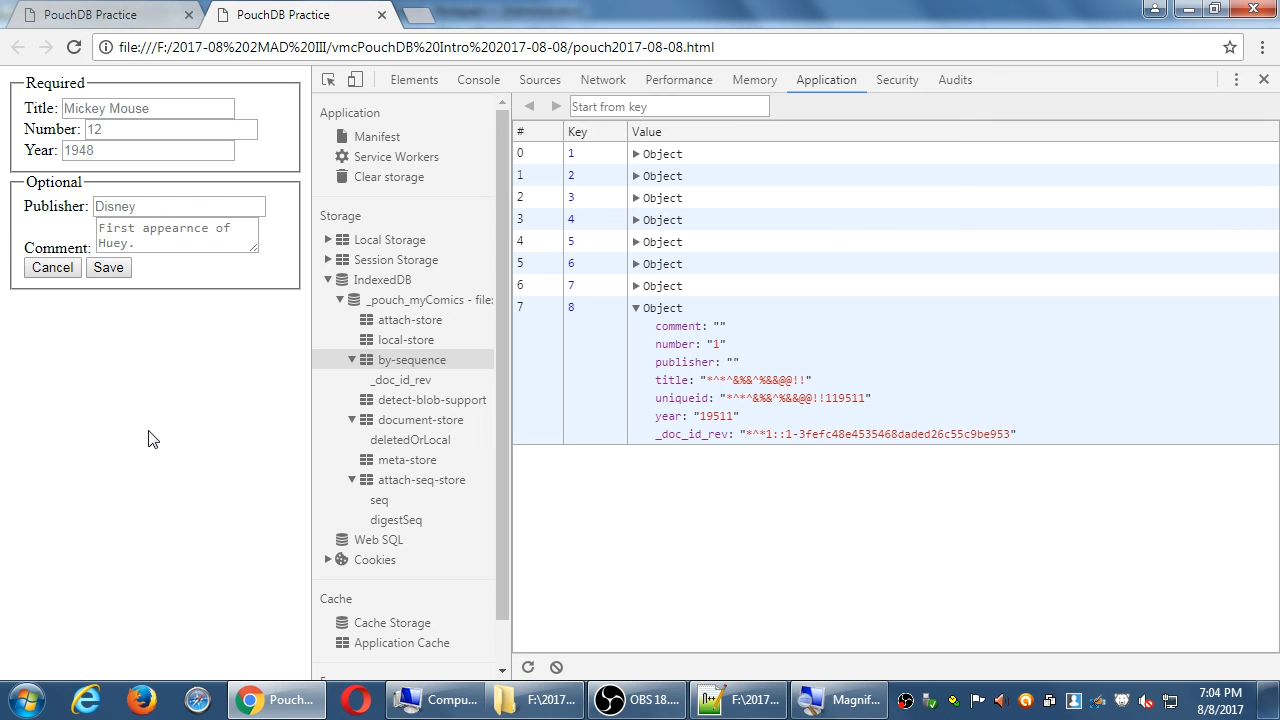 PouchDB Practice
PouchDB Practice
file:///F:/2017-08%202MAD%20III/vmcPouchDB%20Intro%202017-08-08/pouch2017-08-08.html
Required
Title: Mickey Mouse
Number: 12
Year: 1948
Optional
Publisher: Disney
First appearnce of
Huey.
Comment:
Cancel Save
Elements Console Sources Network Performance Memory Application Security Audits
Application
Manifest
Service Workers
Clear storage
Storage
Local Storage
Session Storage
IndexedDB
_pouch_myComics - file:
attach-store
local-store
by-sequence
_doc_id_rev
detect-blob-support
document-store
deletedOrLocal
meta-store
attach-seq-store
seq
digestSeq
Web SQL
Cookies
Cache
Cache Storage
Application Cache
Start from key
# Key Value
0 1 Object
1 2 Object
2 3 Object
3 4 Object
4 5 Object
5 6 Object
6 7 Object
7 8 Object
comment: ""
number: "1"
publisher: ""
title: "*^*^&%&^%&&@@!!"
uniqueid: "*^*^&%&^%&&@@!!119511"
year: "19511"
_doc_id_rev: "*^*1::1-3fefc48e4535468daded26c55c9be953"
Pouch... Compu... F:\2017... OBS 18.... F:\2017... Magnif...
7:04 PM
8/8/2017